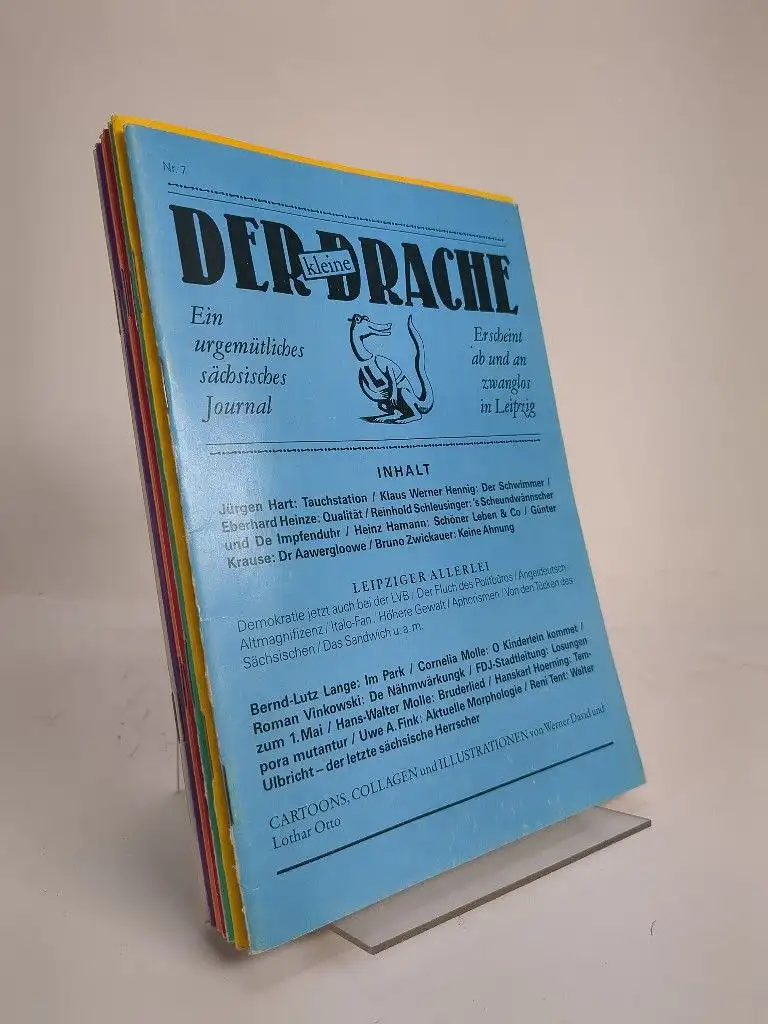 Nr. 7
DER kleine DRACHE
Ein
urgemütliches
sächsisches
Journal
Erscheint
ab und an
zwanglos
in Leipzig
INHALT
Jürgen Hart: Tauchstation / Klaus Werner Hennig: Der Schwimmer /
Eberhard Heinze: Qualität / Reinhold Schleusinger: 's Scheundwännscher
und De Impfenduhr / Heinz Hamann: Schöner Leben & Co / Günter
Krause: Dr Aawergloowe / Bruno Zwickauer: Keine Ahnung
LEIPZIGER ALLERLEI
Demokratie jetzt auch bei der LVB / Der Fluch des Politbüros / Angeldeutsch
Altmagnifizenz / Italo-Fan / Höhere Gewalt / Aphorismen / Von den Tücken des
Sächsischen / Das Sandwich u. a. m.
Bernd-Lutz Lange: Im Park / Cornelia Molle: O Kinderlein kommet /
Roman Vinkowski: De Nähmwärkungk / FDJ-Stadtleitung: Losungen
zum 1. Mai / Hans-Walter Molle: Bruderlied / Hanskarl Hoerning: Tem-
pora mutantur / Uwe A. Fink: Aktuelle Morphologie / Reni Tent: Walter
Ulbricht – der letzte sächsische Herrscher
CARTOONS, COLLAGEN und ILLUSTRATIONEN von Werner David und
Lothar Otto